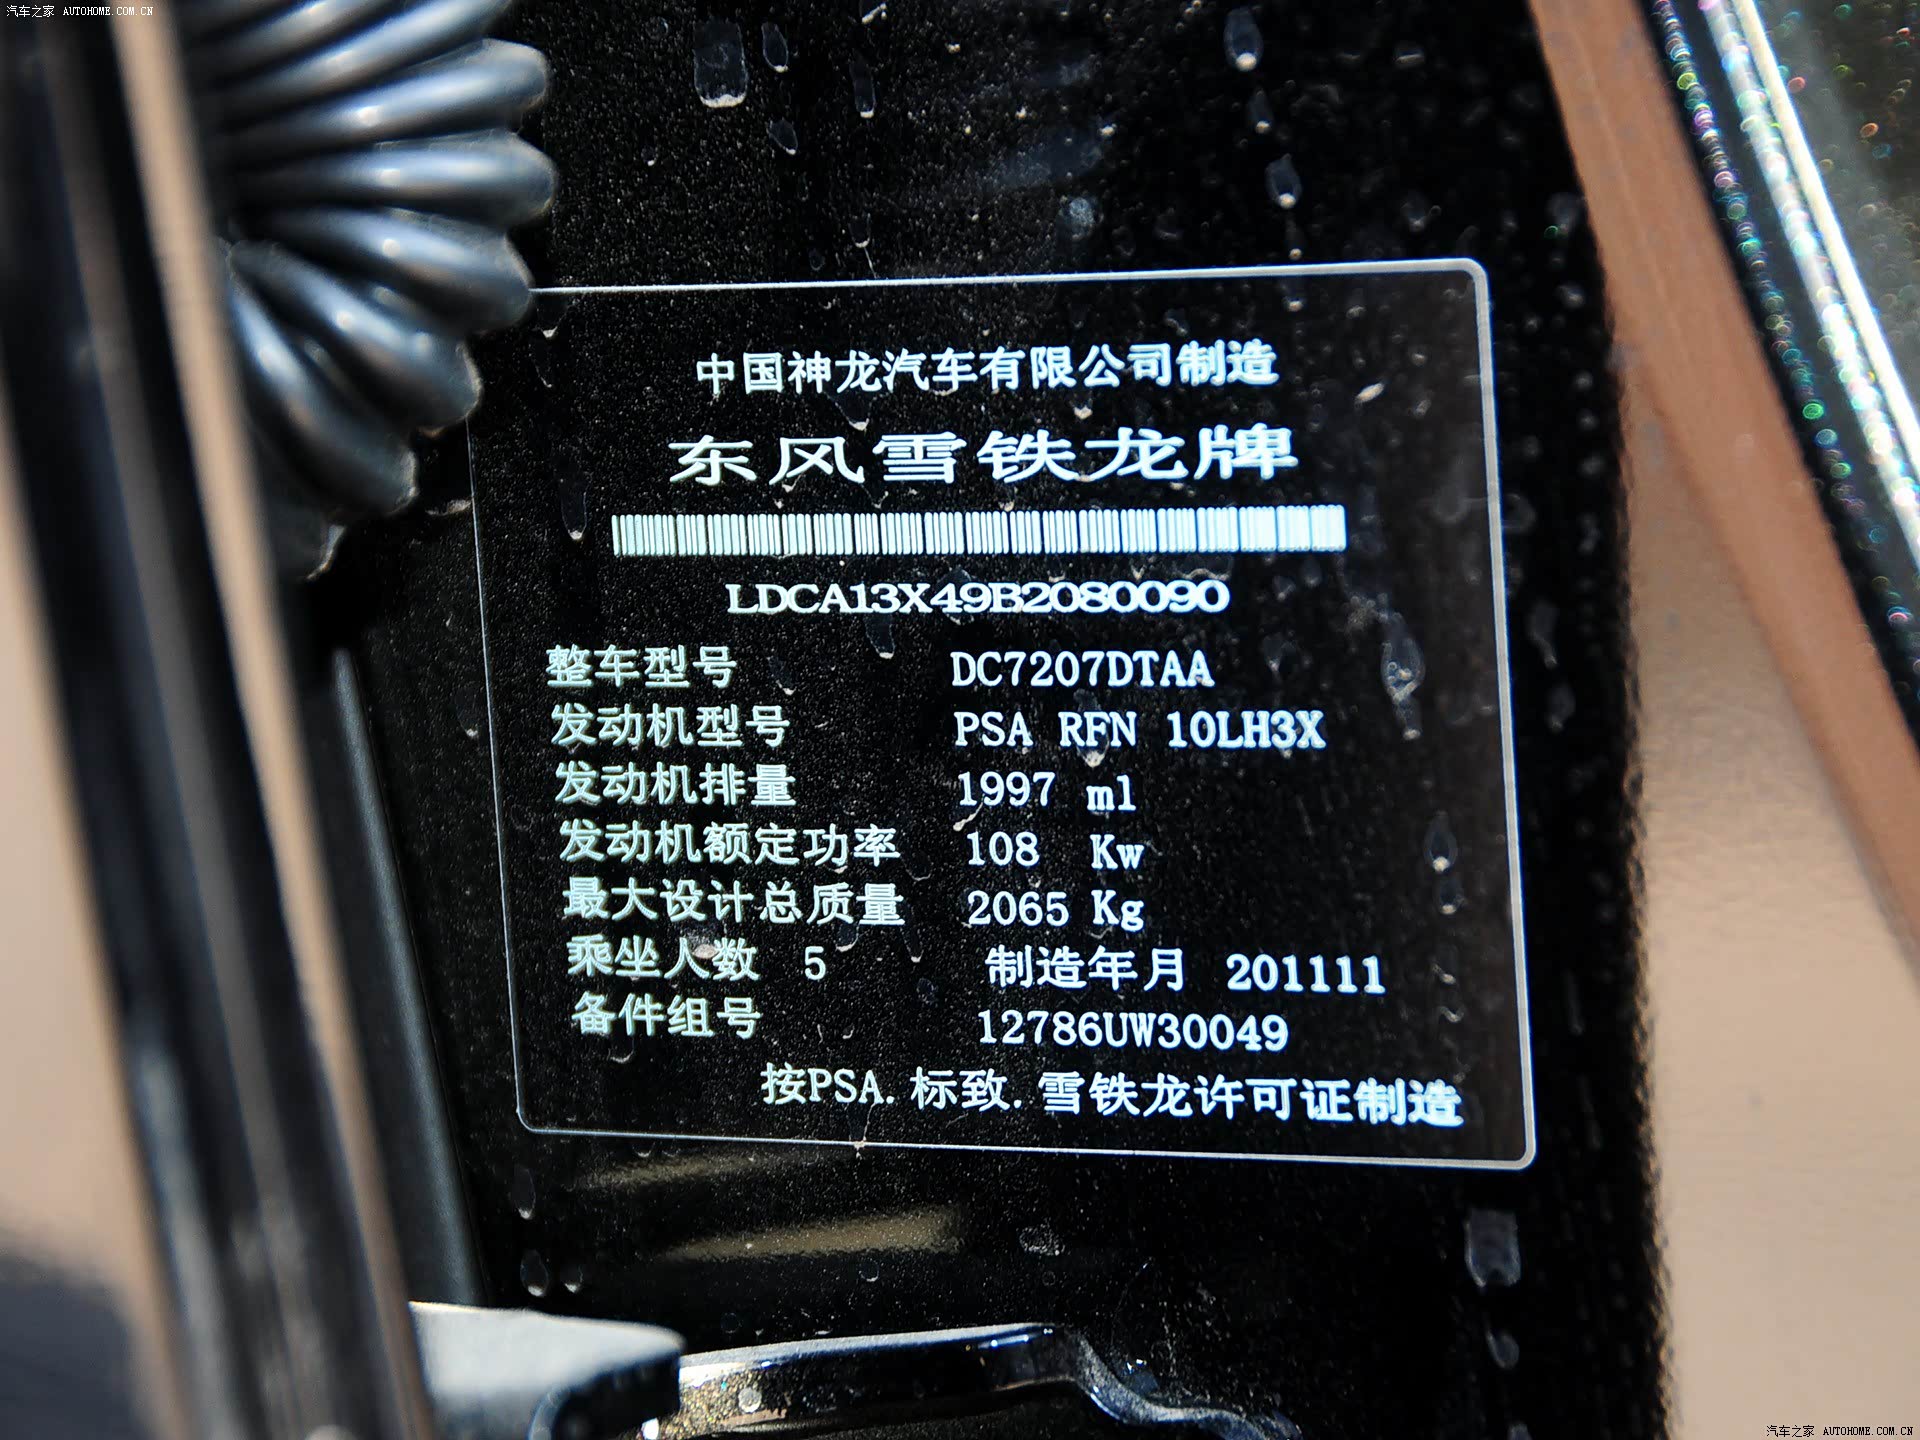 汽车之家 AUTOHOME.COM.CN
中国神龙汽车有限公司制造
东风雪铁龙牌
LDCA13X49B2080090
整车型号 DC7207DTAA
发动机型号 PSA RFN 10LH3X
发动机排量 1997 ml
发动机额定功率 108 Kw
最大设计总质量 2065 Kg
乘坐人数 5 制造年月 201111
备件组号 12786UW30049
按PSA.标致.雪铁龙许可证制造
汽车之家 AUTOHOME.COM.CN